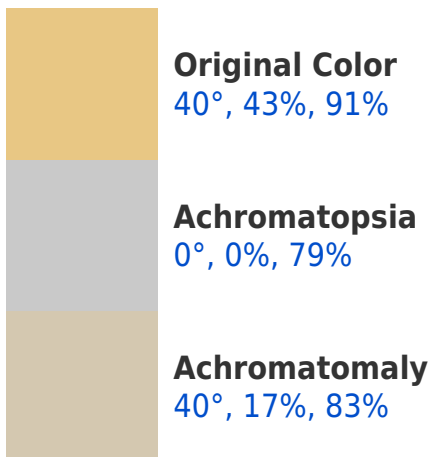 Original Color
40°, 43%, 91%
Achromatopsia
0°, 0%, 79%
Achromatomaly
40°, 17%, 83%